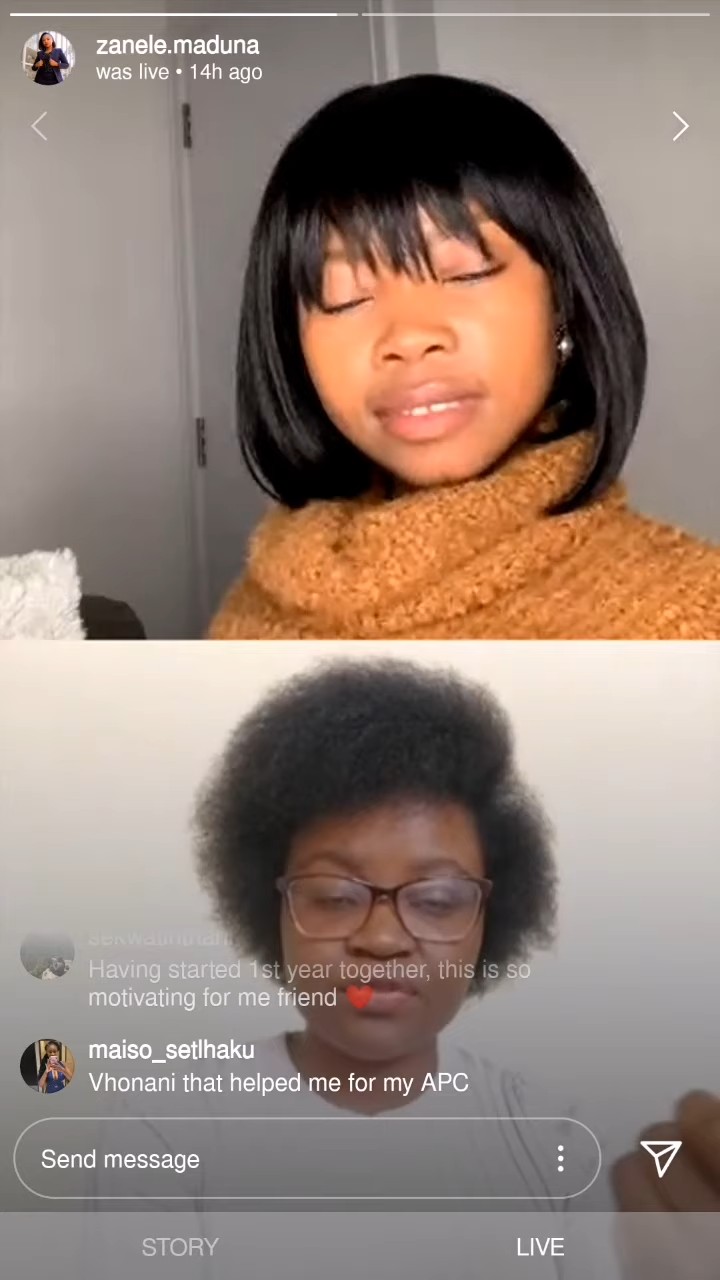 zanele.maduna
was live • 14h ago
Having started 1st year together, this is so
motivating for me friend ❤️
maiso_setlhaku
Vhonani that helped me for my APC
Send message
STORY
LIVE